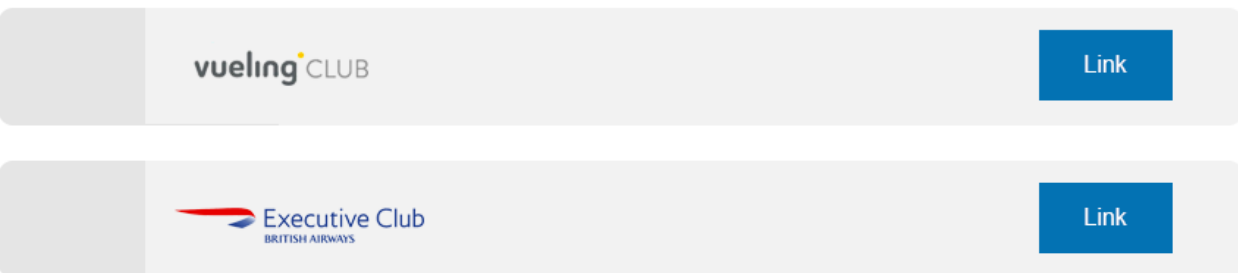 vueling CLUB
Link
Executive Club
BRITISH AIRWAYS
Link